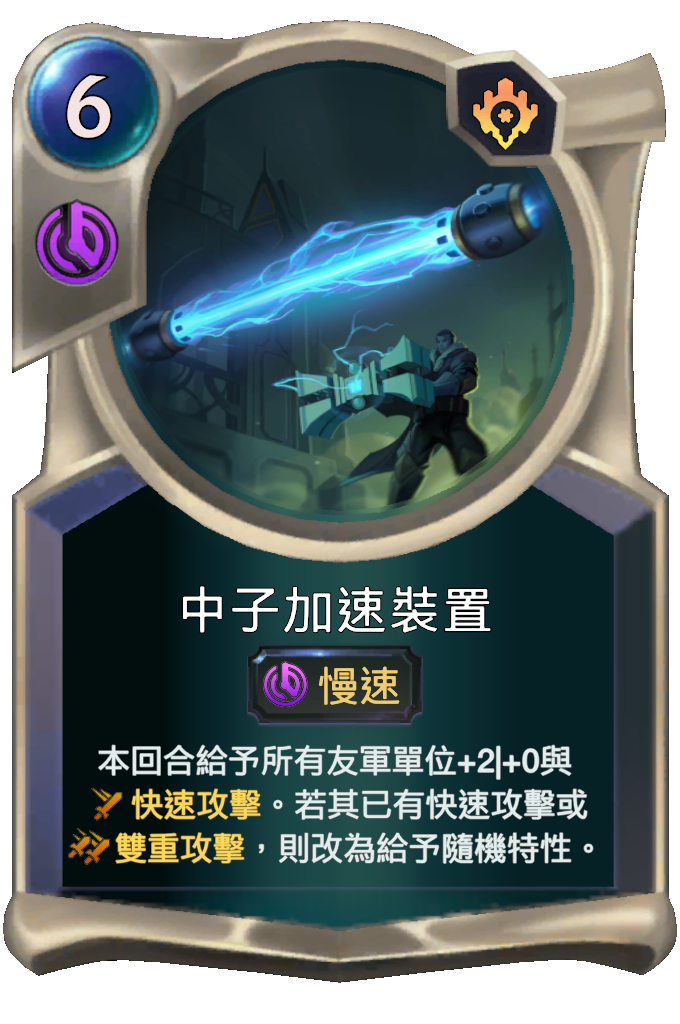 6
中子加速裝置
慢速
本回合給予所有友軍單位+2|+0與
快速攻擊。若其已有快速攻擊或
雙重攻擊，則改為給予隨機特性。